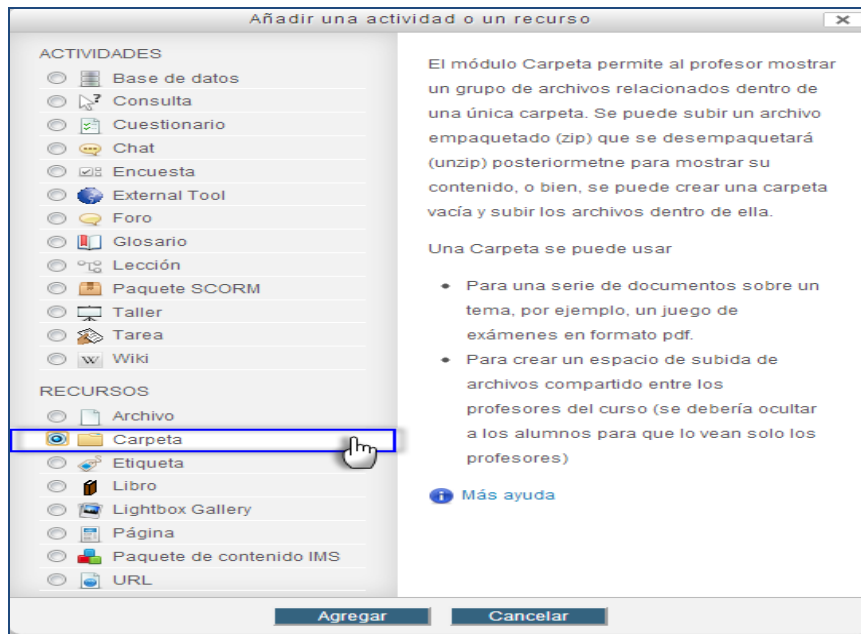 Añadir una actividad o un recurso
ACTIVIDADES
Base de datos
Consulta
Cuestionario
Chat
Encuesta
External Tool
Foro
Glosario
Lección
Paquete SCORM
Taller
Tarea
Wiki
RECURSOS
Archivo
Carpeta
Etiqueta
Libro
Lightbox Gallery
Página
Paquete de contenido IMS
URL
El módulo Carpeta permite al profesor mostrar
un grupo de archivos relacionados dentro de
una única carpeta. Se puede subir un archivo
empaquetado (zip) que se desempaquetará
(unzip) posteriormetne para mostrar su
contenido, o bien, se puede crear una carpeta
vacía y subir los archivos dentro de ella.
Una Carpeta se puede usar
Para una serie de documentos sobre un
tema, por ejemplo, un juego de
exámenes en formato pdf.
Para crear un espacio de subida de
archivos compartido entre los
profesores del curso (se debería ocultar
a los alumnos para que lo vean solo los
profesores)
Más ayuda
Agregar
Cancelar